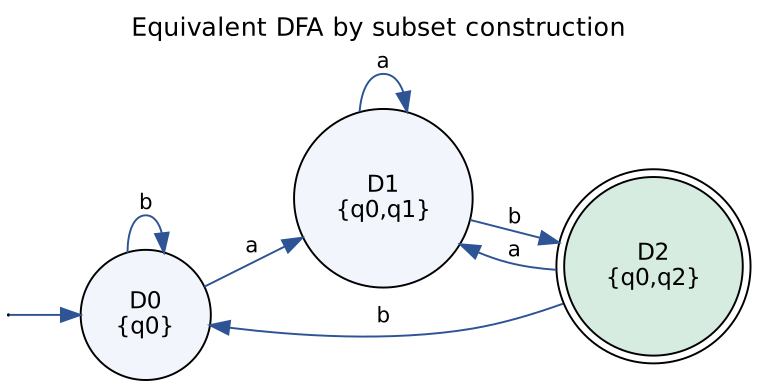 Equivalent DFA by subset construction
a
D1
{q0,q1}
b
a
b
a
D2
{q0,q2}
D0
{q0}
b